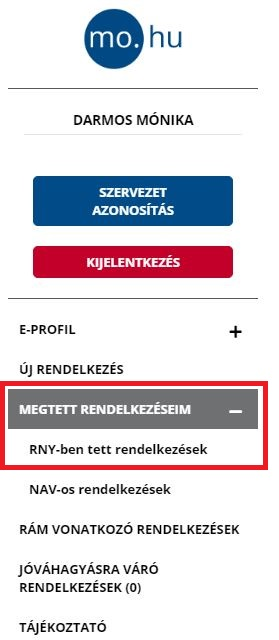 mo.hu
DARMOS MÓNIKA
SZERVEZET
AZONOSÍTÁS
KIJELENTKEZÉS
E-PROFIL +
ÚJ RENDELKEZÉS
MEGTETT RENDELKEZÉSEIM –
RNY-ben tett rendelkezések
NAV-os rendelkezések
RÁM VONATKOZÓ RENDELKEZÉSEK
JÓVÁHAGYÁSRA VÁRÓ
RENDELKEZÉSEK (0)
TÁJÉKOZTATÓ